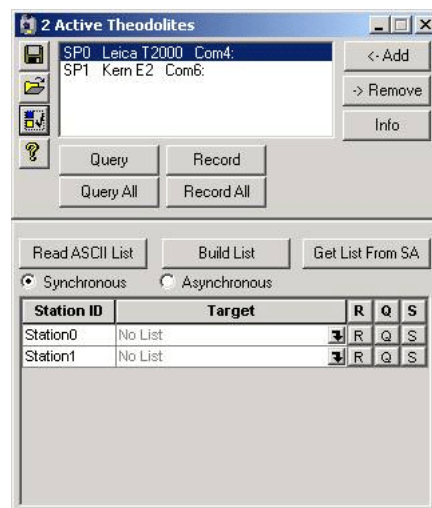 2 Active Theodolites
SP0 Leica T2000 Com4:
SP1 Kern E2 Com6:
<- Add
-> Remove
Info
Query
Record
Query All
Record All
Read ASCII List
Build List
Get List From SA
Synchronous
Asynchronous
Station ID Target R Q S
Station0 No List R Q S
Station1 No List R Q S